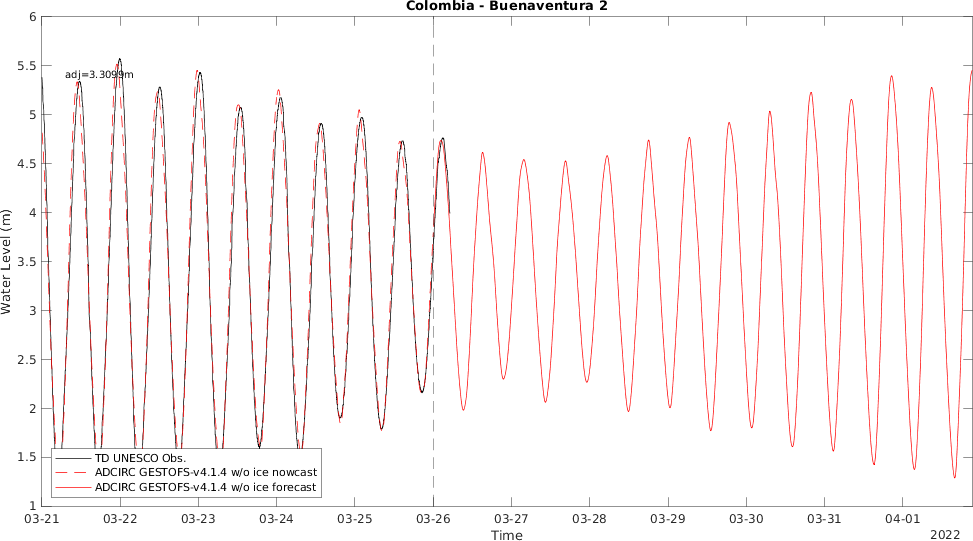 Colombia - Buenaventura 2
6
5.5
5
4.5
4
3.5
3
2.5
2
1.5
1
Water Level (m)
adj=3.3099m
TD UNESCO Obs.
ADCIRC GESTOFS-v4.1.4 w/o ice nowcast
ADCIRC GESTOFS-v4.1.4 w/o ice forecast
03-21 03-22 03-23 03-24 03-25 03-26 03-27 03-28 03-29 03-30 03-31 04-01
Time
2022